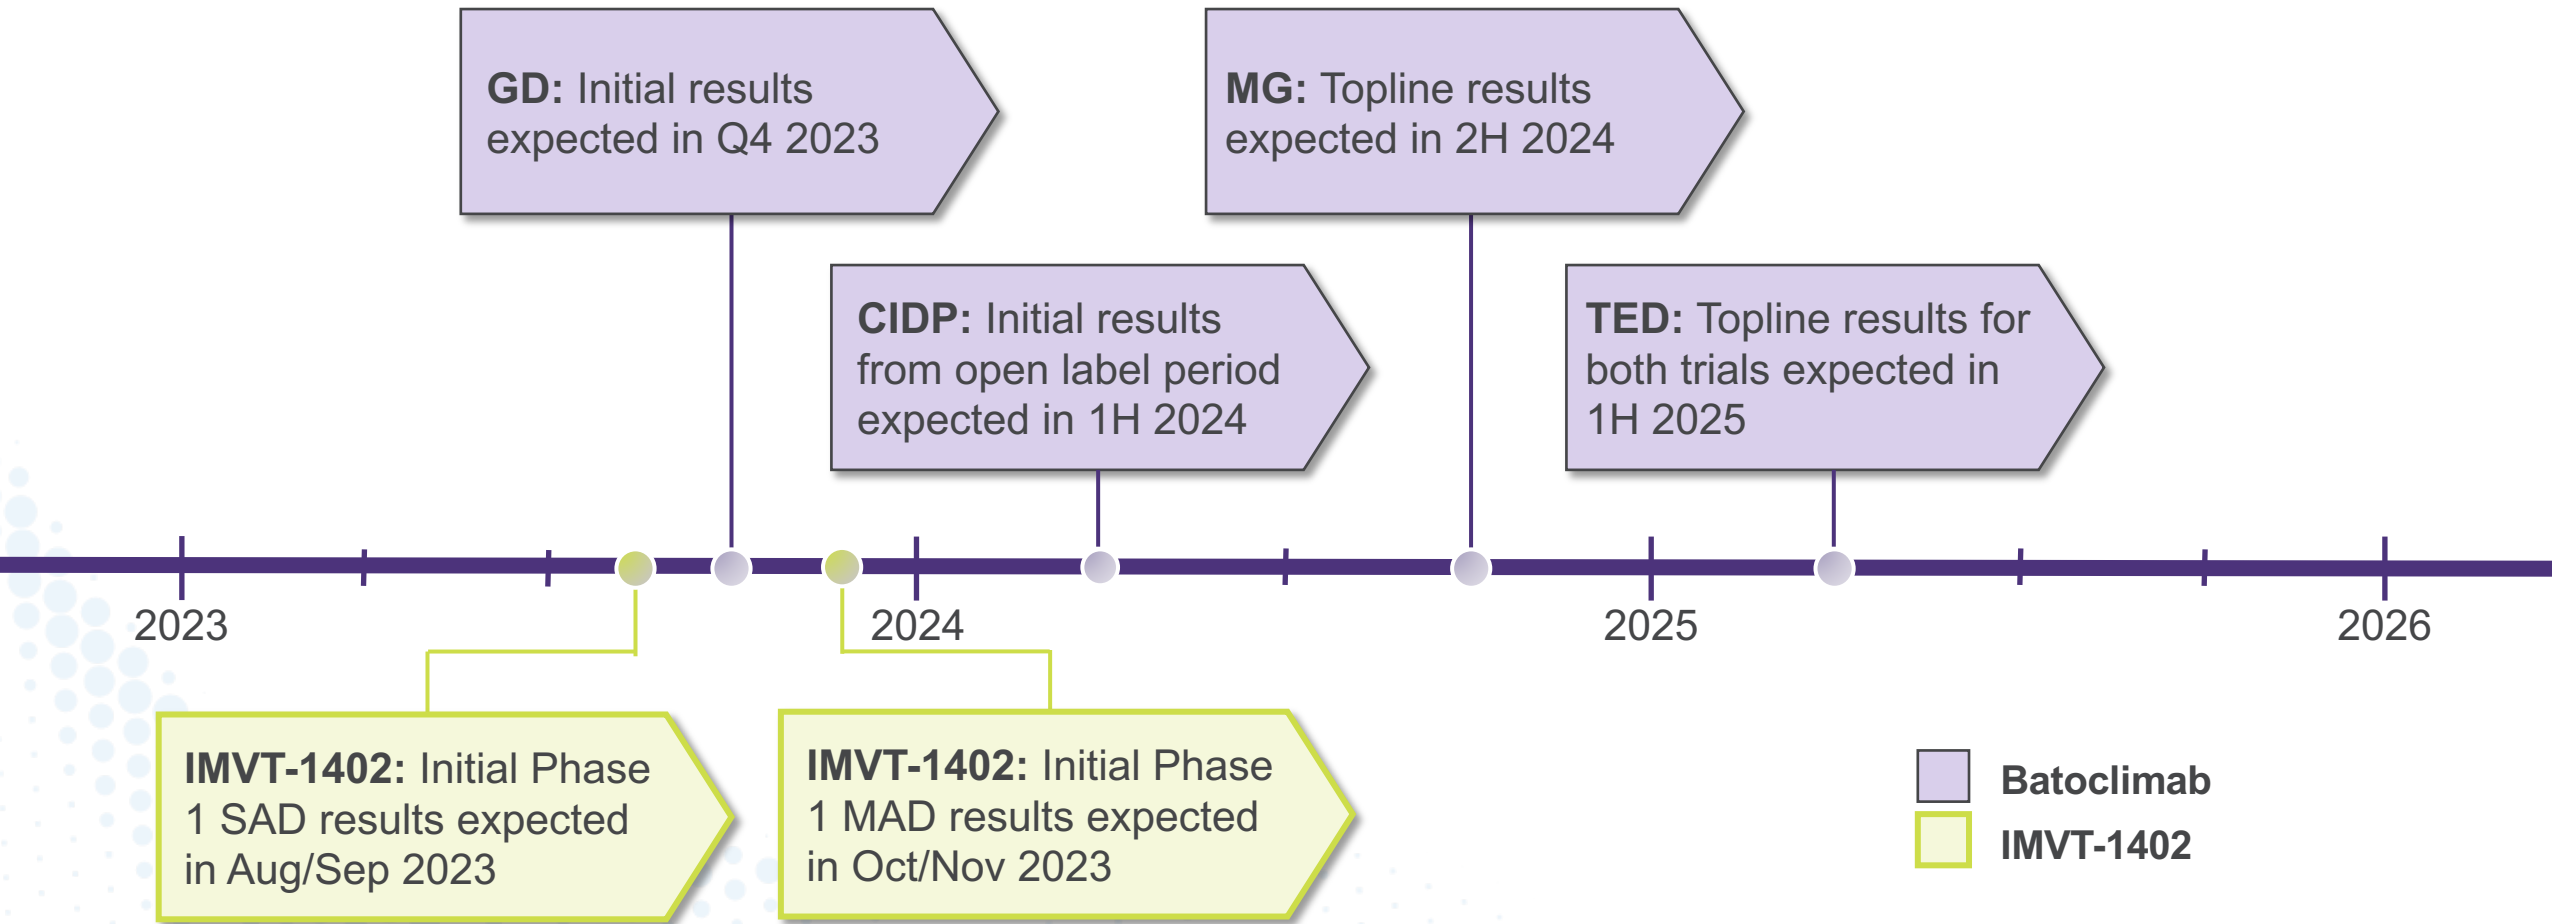 GD: Initial results
expected in Q4 2023
MG: Topline results
expected in 2H 2024
CIDP: Initial results
from open label period
expected in 1H 2024
TED: Topline results for
both trials expected in
1H 2025
2023
2024
2025
2026
IMVT-1402: Initial Phase
1 SAD results expected
in Aug/Sep 2023
IMVT-1402: Initial Phase
1 MAD results expected
in Oct/Nov 2023
Batoclimab
IMVT-1402